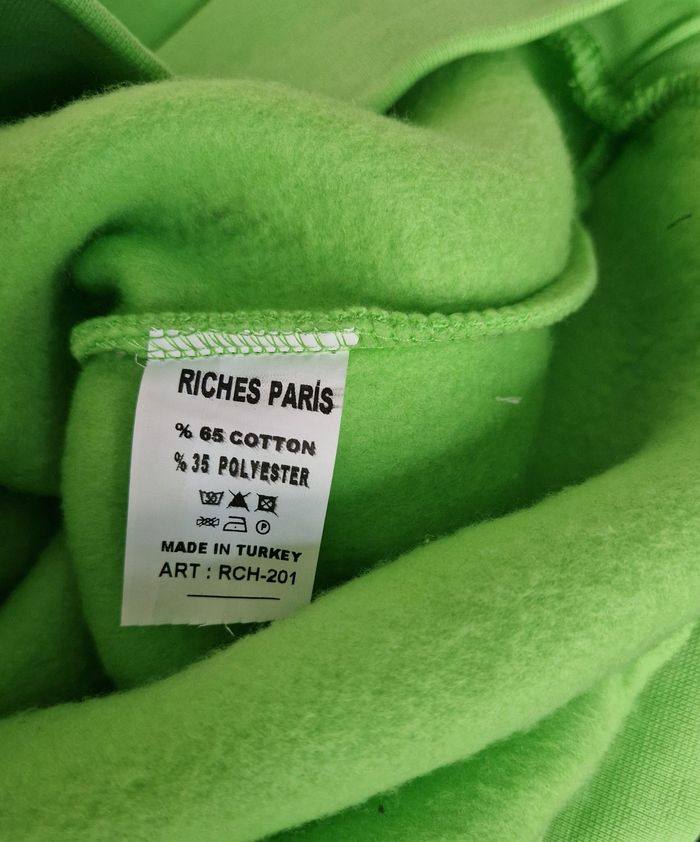 RICHES PARİS
% 65 COTTON
% 35 POLYESTER
MADE IN TURKEY
ART : RCH-201